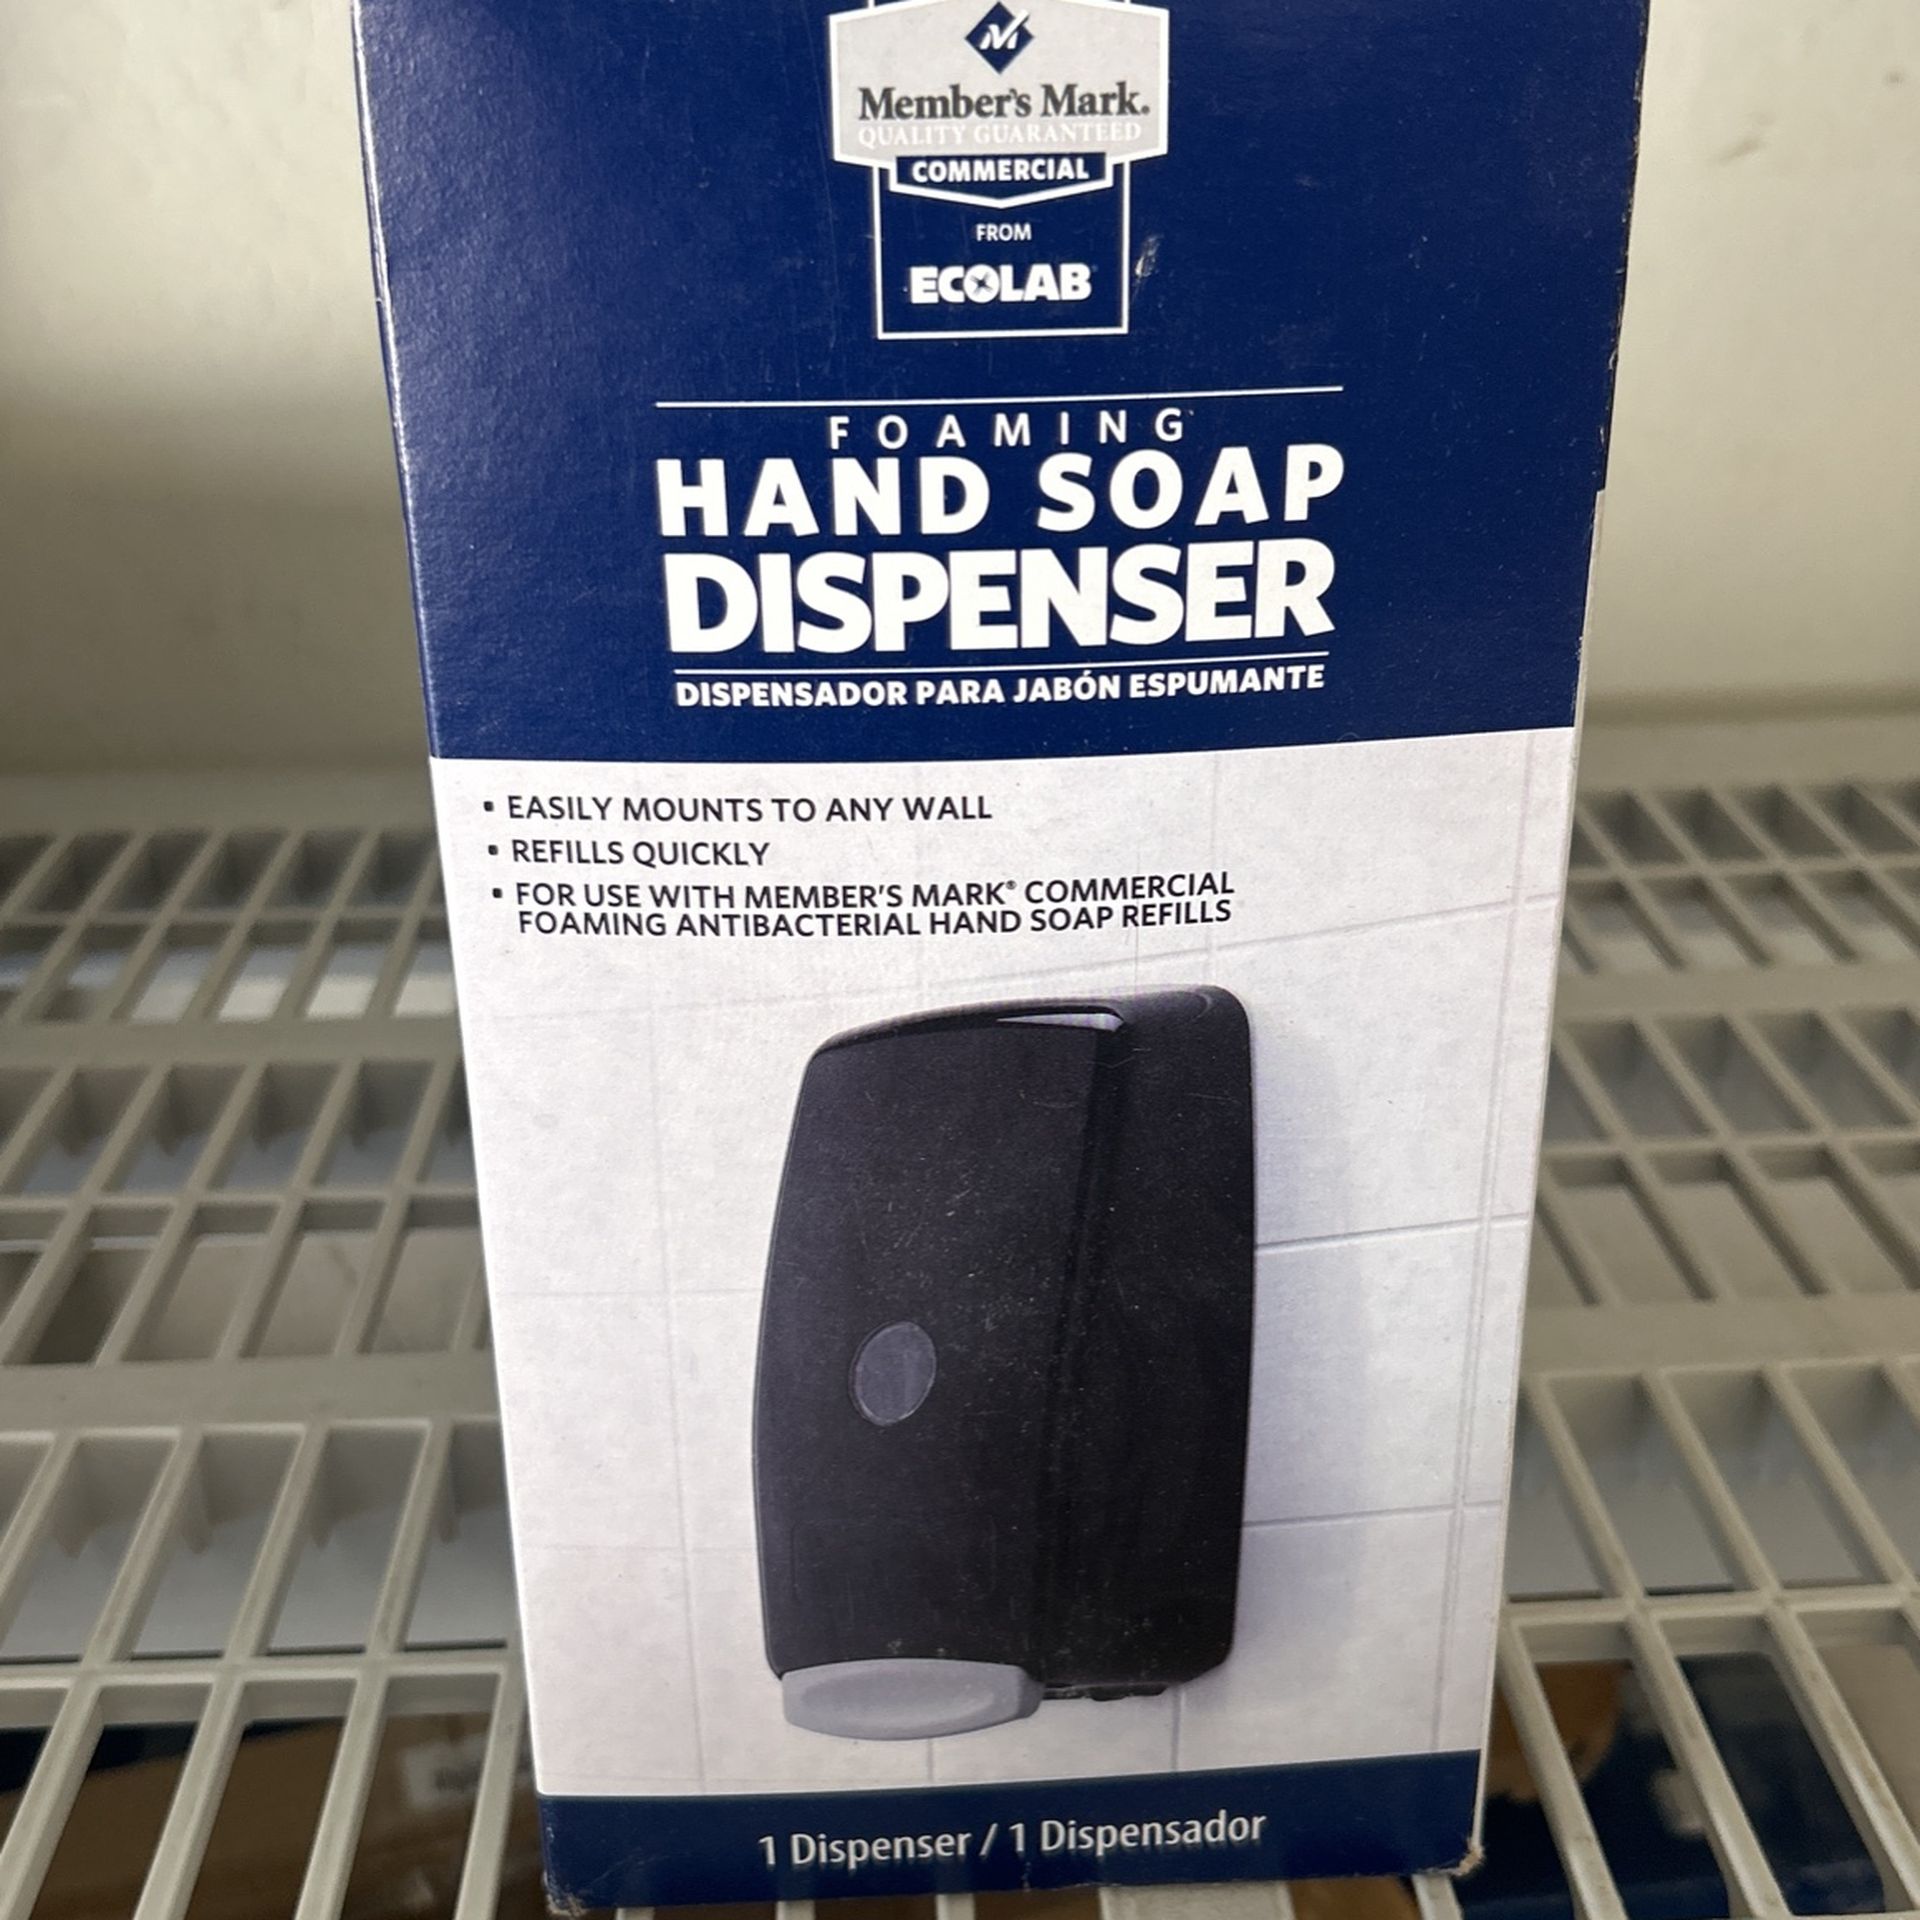 Member's Mark.
QUALITY GUARANTEED
COMMERCIAL
FROM
ECOLAB
FOAMING
HAND SOAP
DISPENSER
DISPENSADOR PARA JABÓN ESPUMANTE
• EASILY MOUNTS TO ANY WALL
• REFILLS QUICKLY
• FOR USE WITH MEMBER'S MARK® COMMERCIAL
FOAMING ANTIBACTERIAL HAND SOAP REFILLS
1 Dispenser / 1 Dispensador